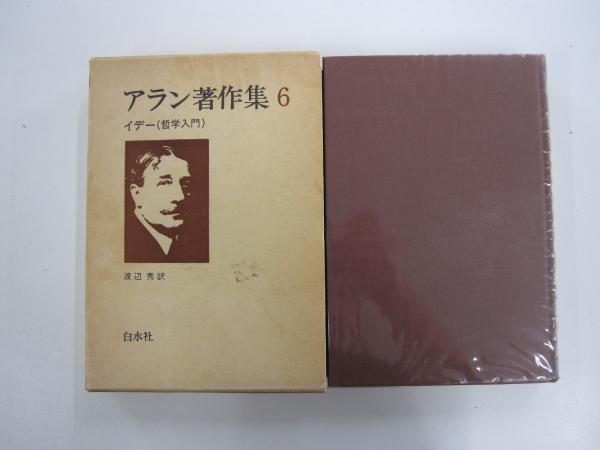 アラン著作集 6
イデー(哲学入門)
渡辺 秀訳
白水社